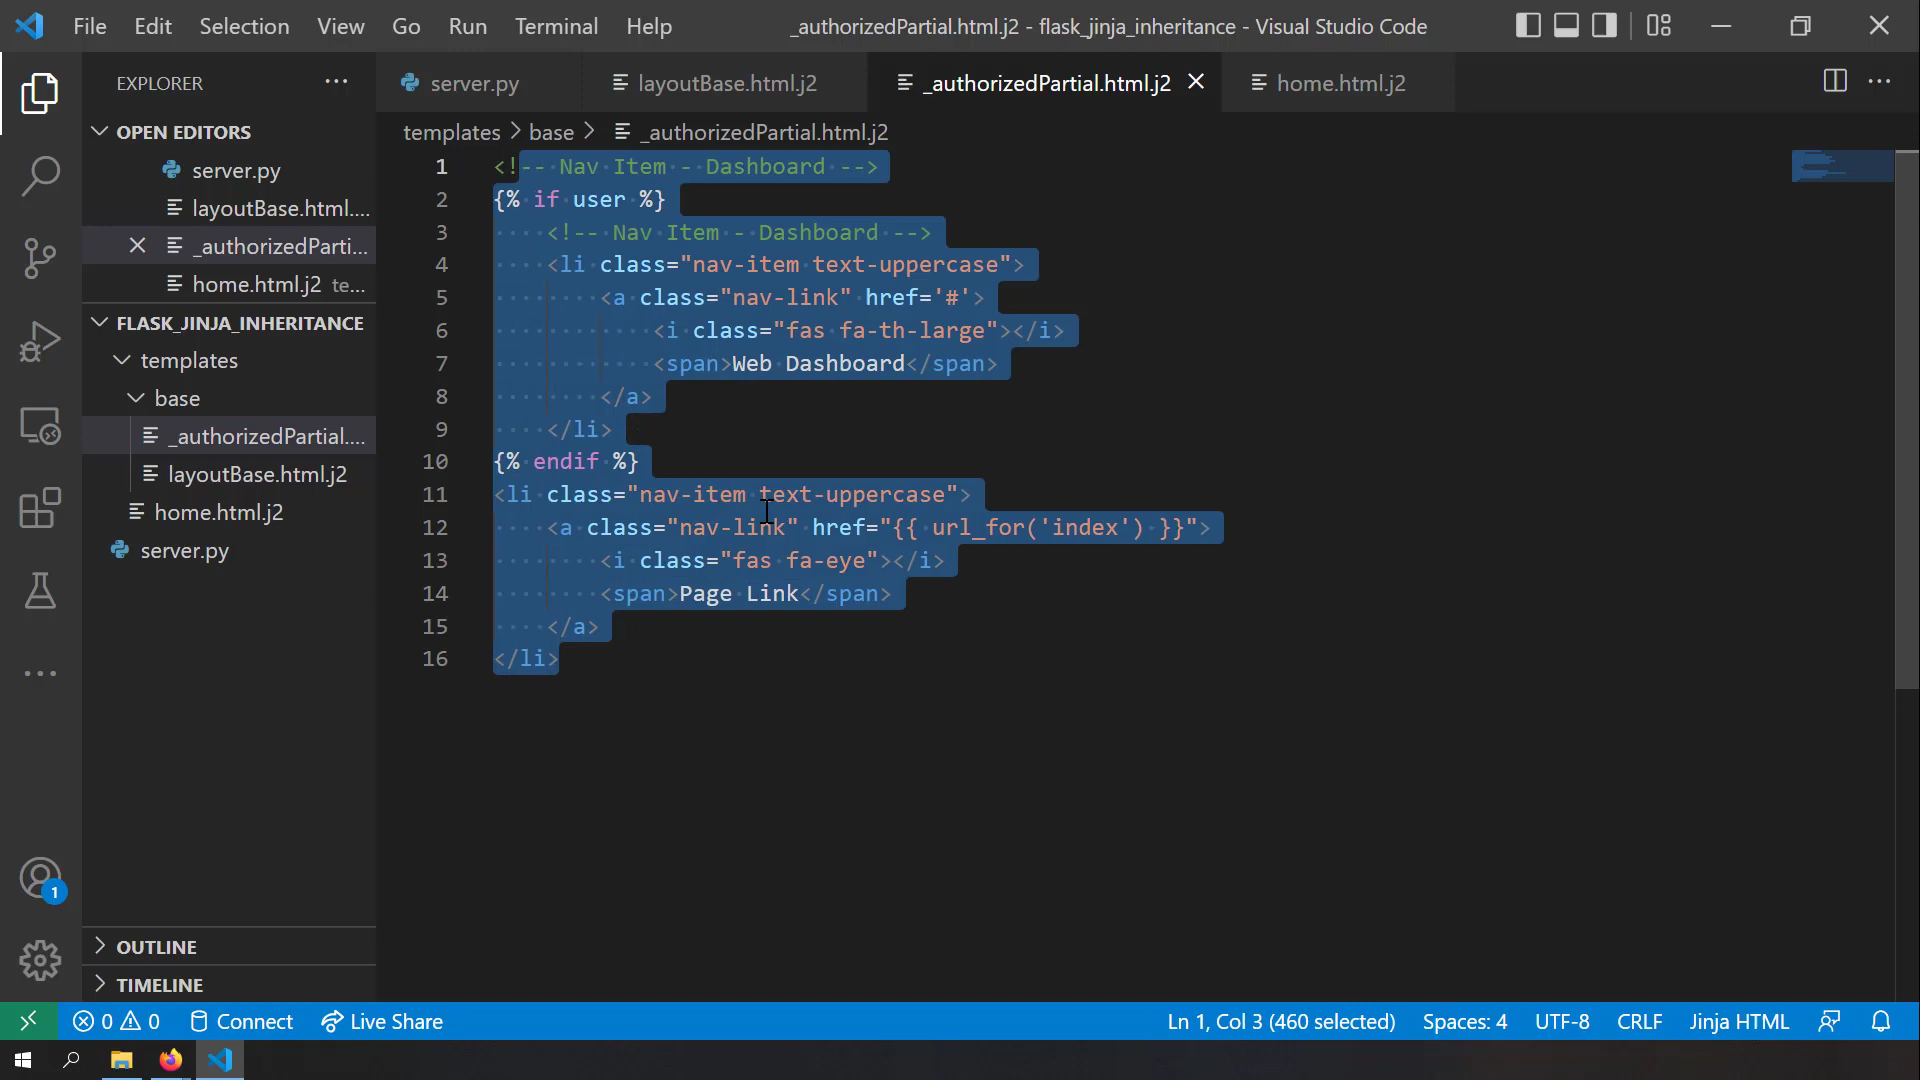 File Edit Selection View Go Run Terminal Help _authorizedPartial.html.j2 - flask_jinja_inheritance - Visual Studio Code
EXPLORER
server.py layoutBase.html.j2 _authorizedPartial.html.j2 home.html.j2
OPEN EDITORS
templates > base > _authorizedPartial.html.j2
server.py
layoutBase.html....
_authorizedParti...
home.html.j2 te...
FLASK_JINJA_INHERITANCE
templates
base
_authorizedPartial....
layoutBase.html.j2
home.html.j2
server.py
OUTLINE
TIMELINE
1 <!-- Nav Item - Dashboard -->
2 {% if user %}
3 <!-- Nav Item - Dashboard -->
4 <li class="nav-item text-uppercase">
5 <a class="nav-link" href='#'>
6 <i class="fas fa-th-large"></i>
7 <span>Web Dashboard</span>
8 </a>
9 </li>
10 {% endif %}
11 <li class="nav-item text-uppercase">
12 <a class="nav-link" href="{{ url_for('index') }}">
13 <i class="fas fa-eye"></i>
14 <span>Page Link</span>
15 </a>
16 </li>
1
0 0 Connect Live Share Ln 1, Col 3 (460 selected) Spaces: 4 UTF-8 CRLF Jinja HTML